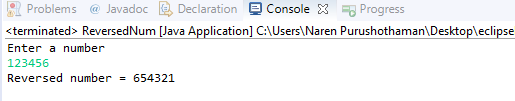 Problems @ Javadoc Declaration Console Progress
<terminated> ReversedNum [Java Application] C:\Users\Naren Purushothaman\Desktop\eclipse
Enter a number
123456
Reversed number = 654321